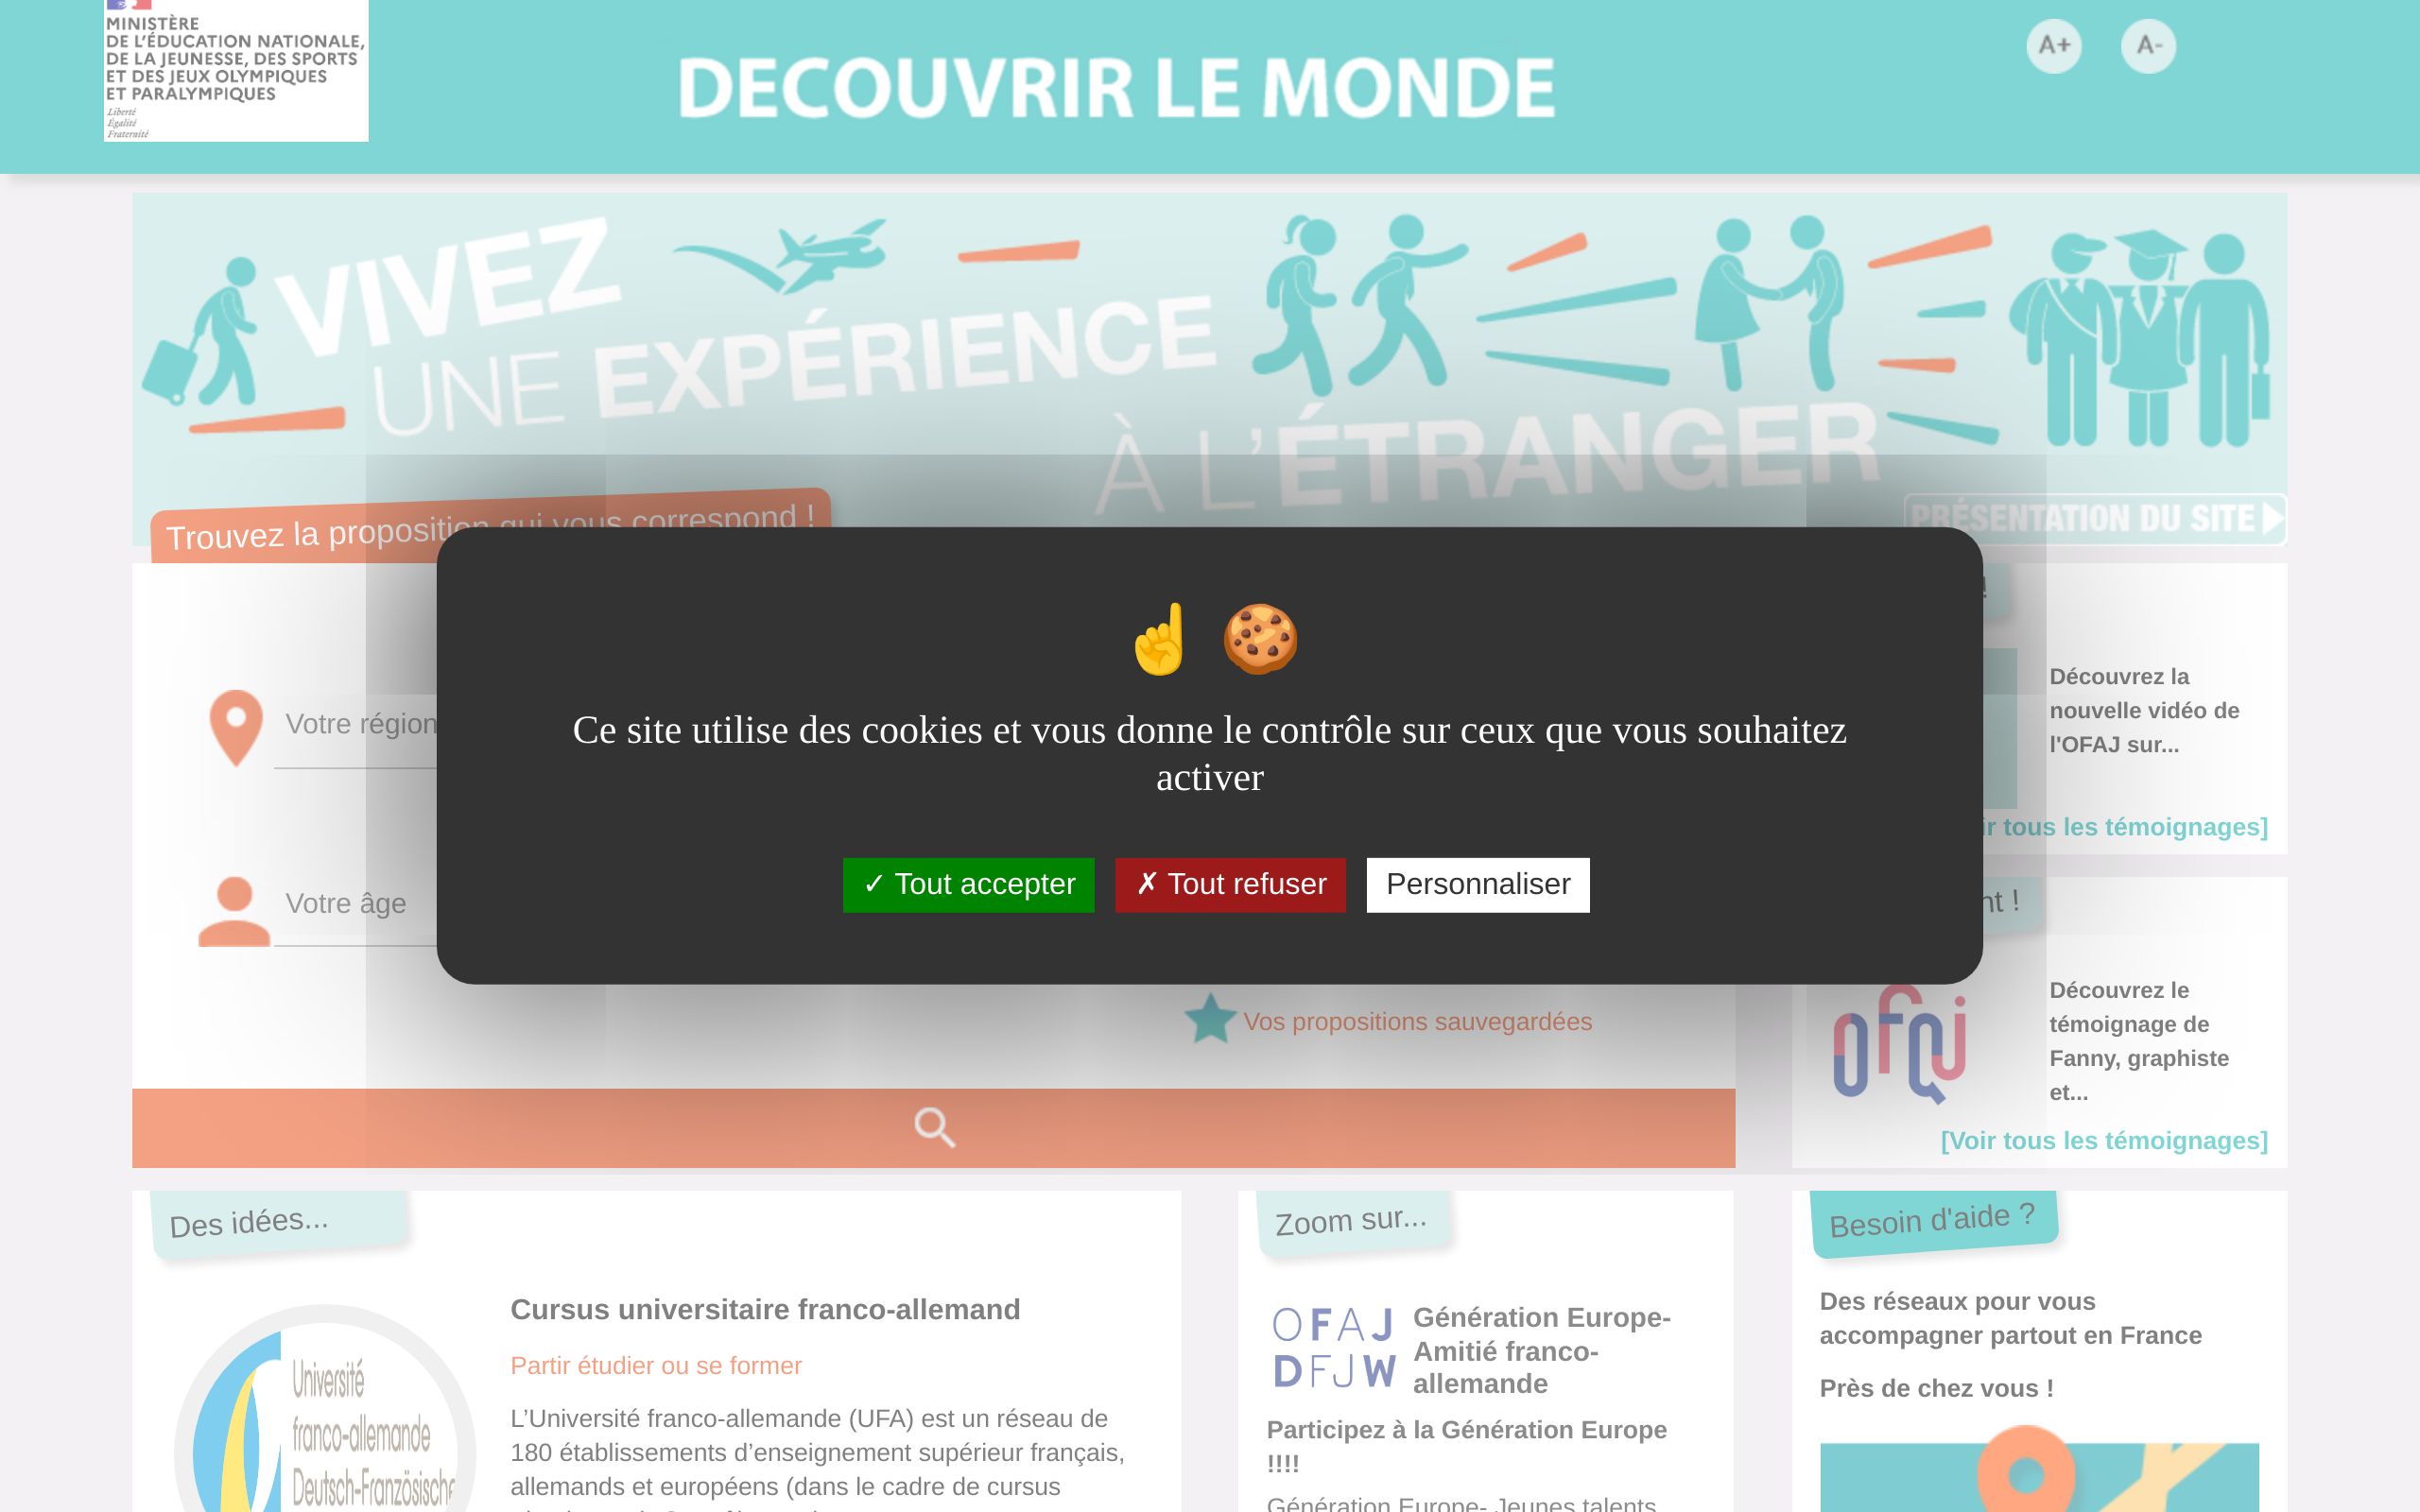 MINISTÈRE
DE L'ÉDUCATION NATIONALE,
DE LA JEUNESSE, DES SPORTS
ET DES JEUX OLYMPIQUES
ET PARALYMPIQUES
Liberté
Égalité
Fraternité
DECOUVRIR LE MONDE
A+ A-
VIVEZ
UNE EXPÉRIENCE
À L'ÉTRANGER
Trouvez la proposition qui vous correspond !
PRÉSENTATION DU SITE
☝ 🍪
Ce site utilise des cookies et vous donne le contrôle sur ceux que vous souhaitez
activer
✓ Tout accepter ✗ Tout refuser Personnaliser
Votre région
Votre âge
Vos propositions sauvegardées
!
Découvrez la
nouvelle vidéo de
l'OFAJ sur...
ir tous les témoignages]
nt !
ofaj
Découvrez le
témoignage de
Fanny, graphiste
et...
[Voir tous les témoignages]
Des idées...
Université
franco-allemande
Deutsch-Französische
Cursus universitaire franco-allemand
Partir étudier ou se former
L’Université franco-allemande (UFA) est un réseau de
180 établissements d’enseignement supérieur français,
allemands et européens (dans le cadre de cursus
Zoom sur...
OFAJ
DFJW
Génération Europe-
Amitié franco-
allemande
Participez à la Génération Europe
!!!!
Génération Europe- Jeunes talents
Besoin d'aide ?
Des réseaux pour vous
accompagner partout en France
Près de chez vous !